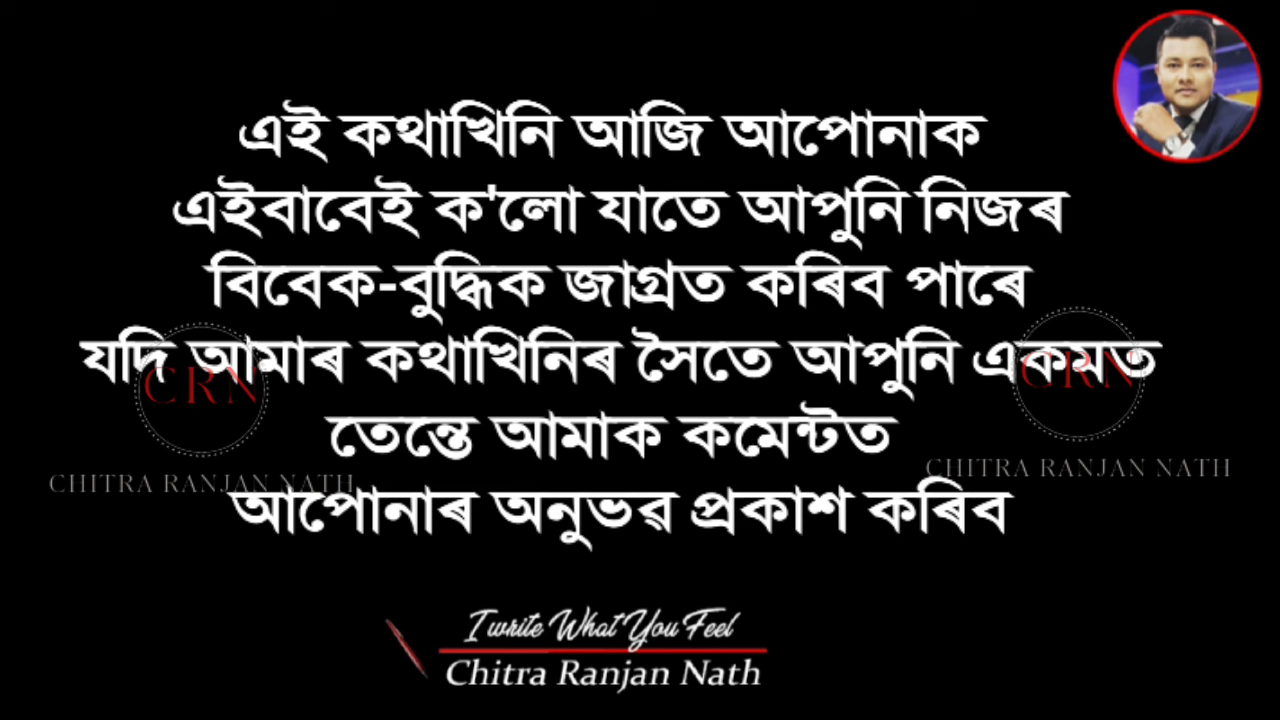 এই কথাখিনি আজি আপোনাক
এইবাবেই ক'লো যাতে আপুনি নিজৰ
বিবেক-বুদ্ধিক জাগ্ৰত কৰিব পাৰে
যদি আমাৰ কথাখিনিৰ সৈতে আপুনি একমত
তেন্তে আমাক কমেন্টত
আপোনাৰ অনুভৱ প্ৰকাশ কৰিব
CRN
CHITRA RANJAN NATH
CRN
CHITRA RANJAN NATH
I write What You Feel
Chitra Ranjan Nath